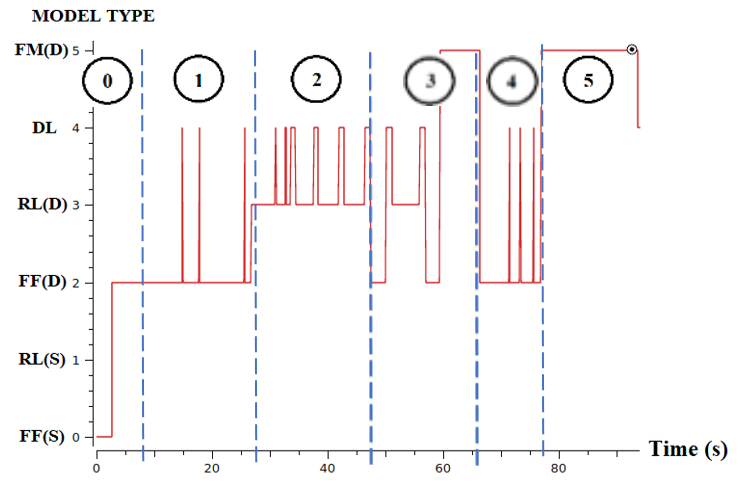 MODEL TYPE
FM(D) 5
0 1 2 3 4 5
DL 4
RL(D) 3
FF(D) 2
RL(S) 1
FF(S) 0
0 20 40 60 80
Time (s)